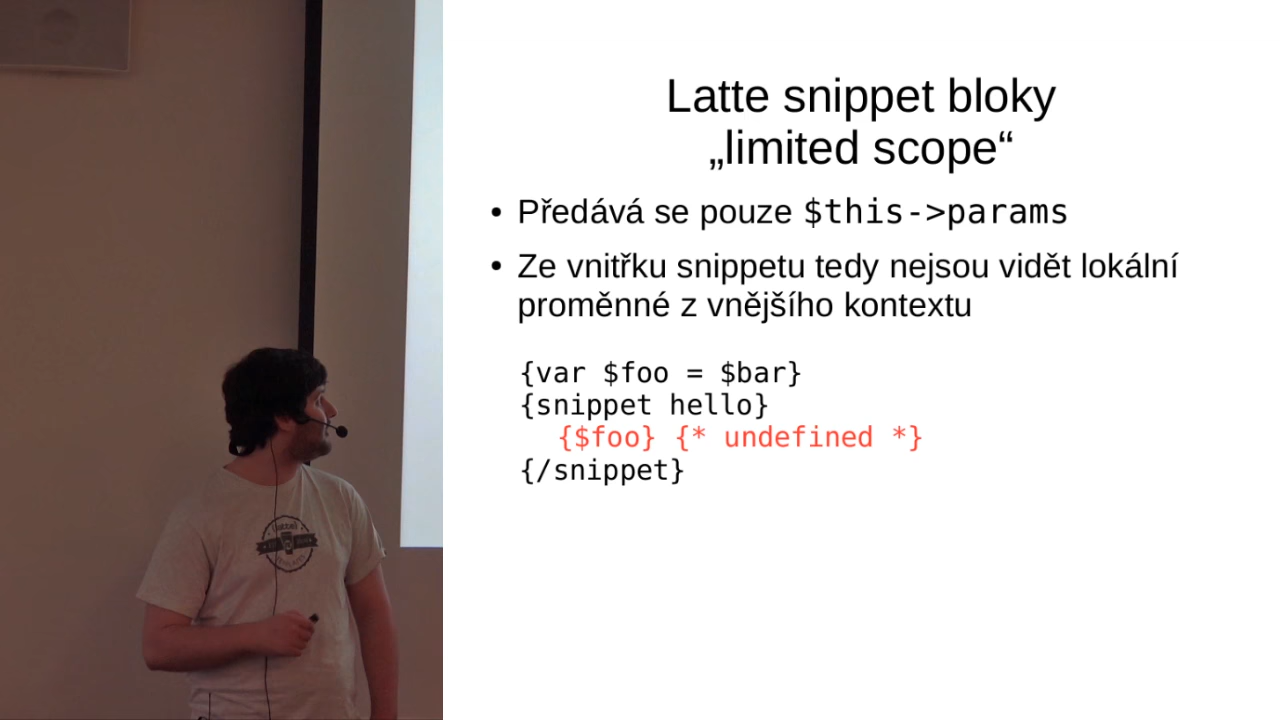 Latte snippet bloky
„limited scope“
• Předává se pouze $this->params
• Ze vnitřku snippetu tedy nejsou vidět lokální
proměnné z vnějšího kontextu
{var $foo = $bar}
{snippet hello}
{$foo} {* undefined *}
{/snippet}